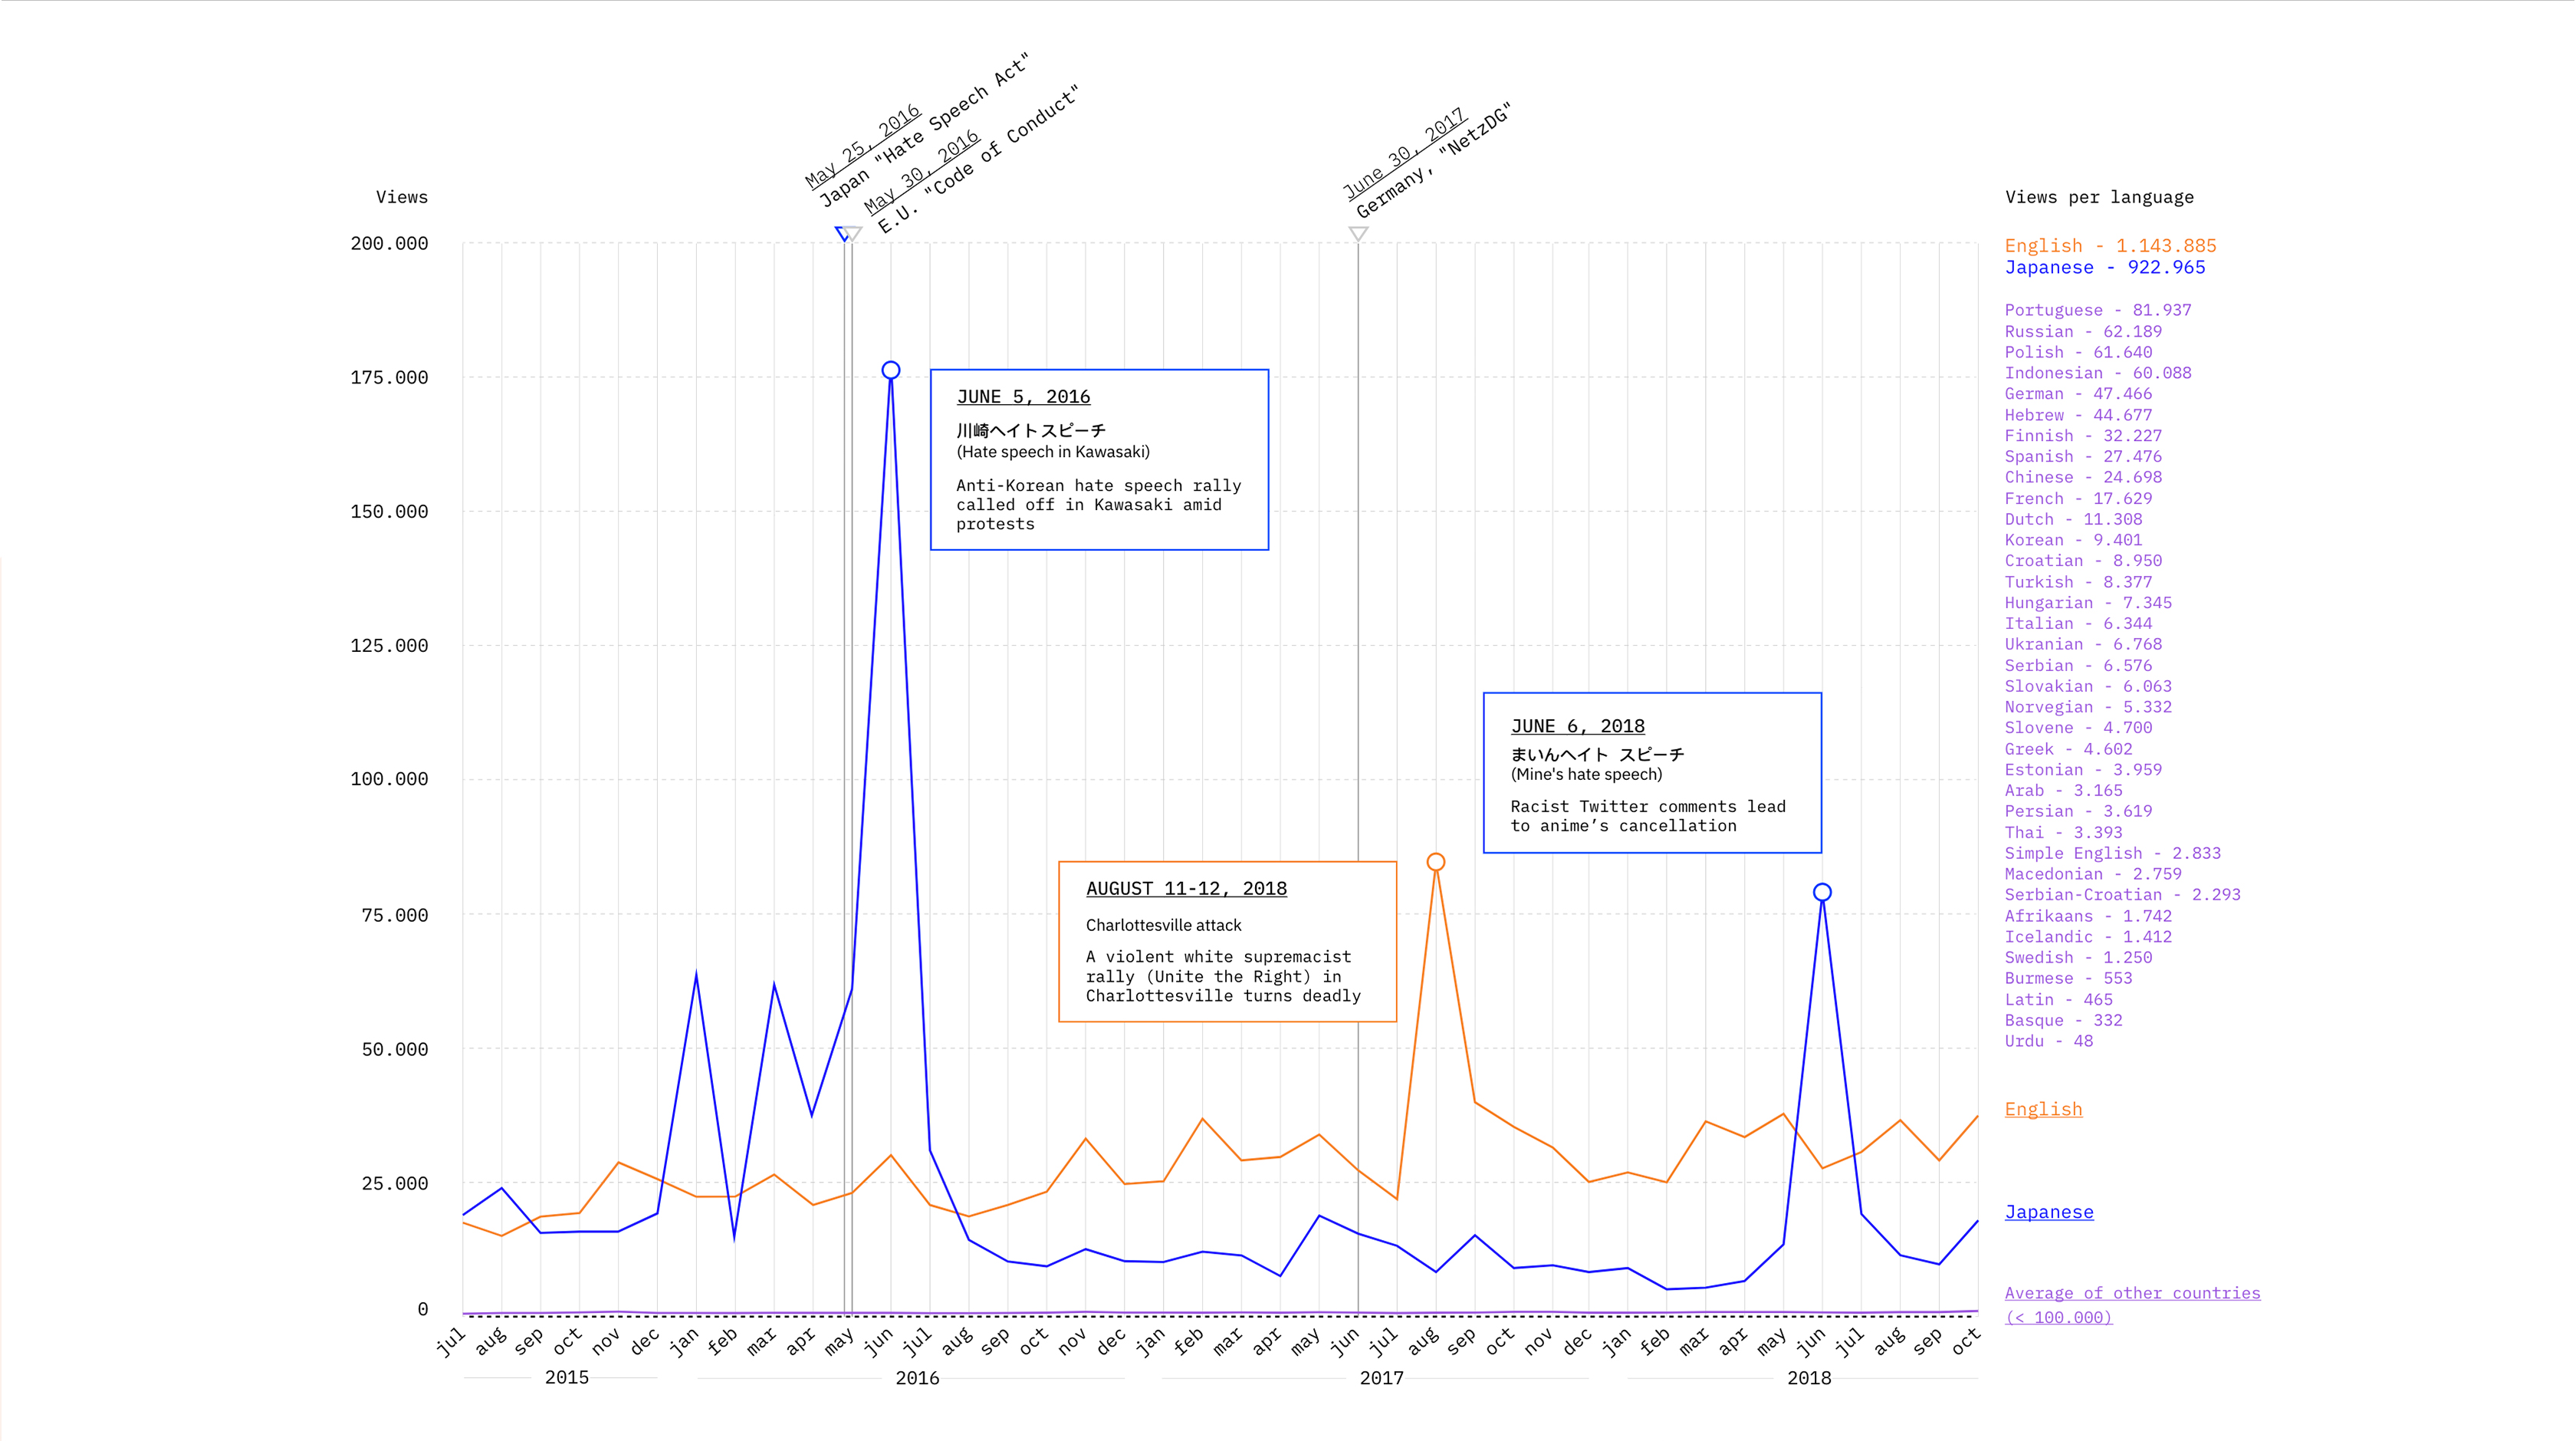 May 25, 2016
Japan "Hate Speech Act"
May 30, 2016
E.U. "Code of Conduct"
June 30, 2017
Germany, "NetzDG"
Views
200.000
175.000
150.000
125.000
100.000
75.000
50.000
25.000
0
JUNE 5, 2016
川崎ヘイトスピーチ
(Hate speech in Kawasaki)
Anti-Korean hate speech rally
called off in Kawasaki amid
protests
AUGUST 11-12, 2018
Charlottesville attack
A violent white supremacist
rally (Unite the Right) in
Charlottesville turns deadly
JUNE 6, 2018
まいんヘイト スピーチ
(Mine's hate speech)
Racist Twitter comments lead
to anime’s cancellation
jul aug sep oct nov dec jan feb mar apr may jun jul aug sep oct nov dec jan feb mar apr may jun jul aug sep oct nov dec jan feb mar apr may jun jul aug sep oct
2015 2016 2017 2018
Views per language
English - 1.143.885
Japanese - 922.965
Portuguese - 81.937
Russian - 62.189
Polish - 61.640
Indonesian - 60.088
German - 47.466
Hebrew - 44.677
Finnish - 32.227
Spanish - 27.476
Chinese - 24.698
French - 17.629
Dutch - 11.308
Korean - 9.401
Croatian - 8.950
Turkish - 8.377
Hungarian - 7.345
Italian - 6.344
Ukranian - 6.768
Serbian - 6.576
Slovakian - 6.063
Norvegian - 5.332
Slovene - 4.700
Greek - 4.602
Estonian - 3.959
Arab - 3.165
Persian - 3.619
Thai - 3.393
Simple English - 2.833
Macedonian - 2.759
Serbian-Croatian - 2.293
Afrikaans - 1.742
Icelandic - 1.412
Swedish - 1.250
Burmese - 553
Latin - 465
Basque - 332
Urdu - 48
English
Japanese
Average of other countries
(< 100.000)